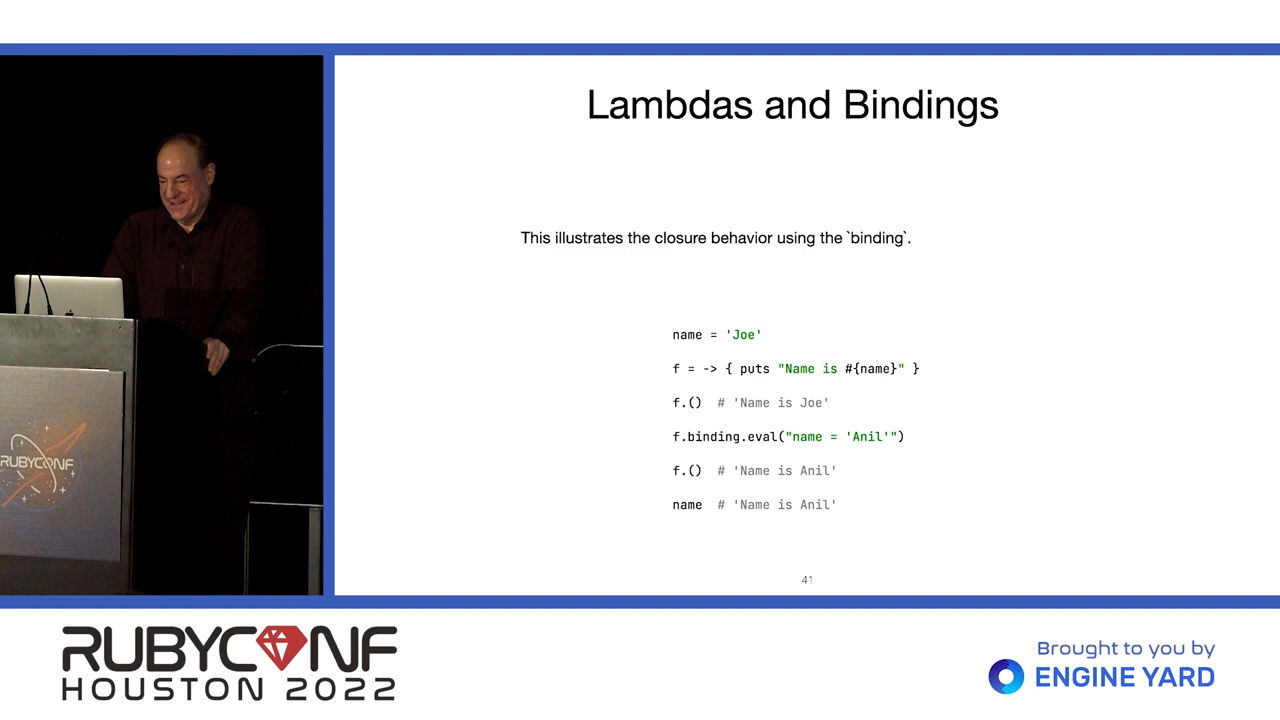 Lambdas and Bindings
This illustrates the closure behavior using the `binding`.
name = 'Joe'
f = -> { puts "Name is #{name}" }
f.()  # 'Name is Joe'
f.binding.eval("name = 'Anil'")
f.()  # 'Name is Anil'
name  # 'Name is Anil'
41
RUBYCONF
RUBYCONF
HOUSTON 2022
Brought to you by
ENGINE YARD